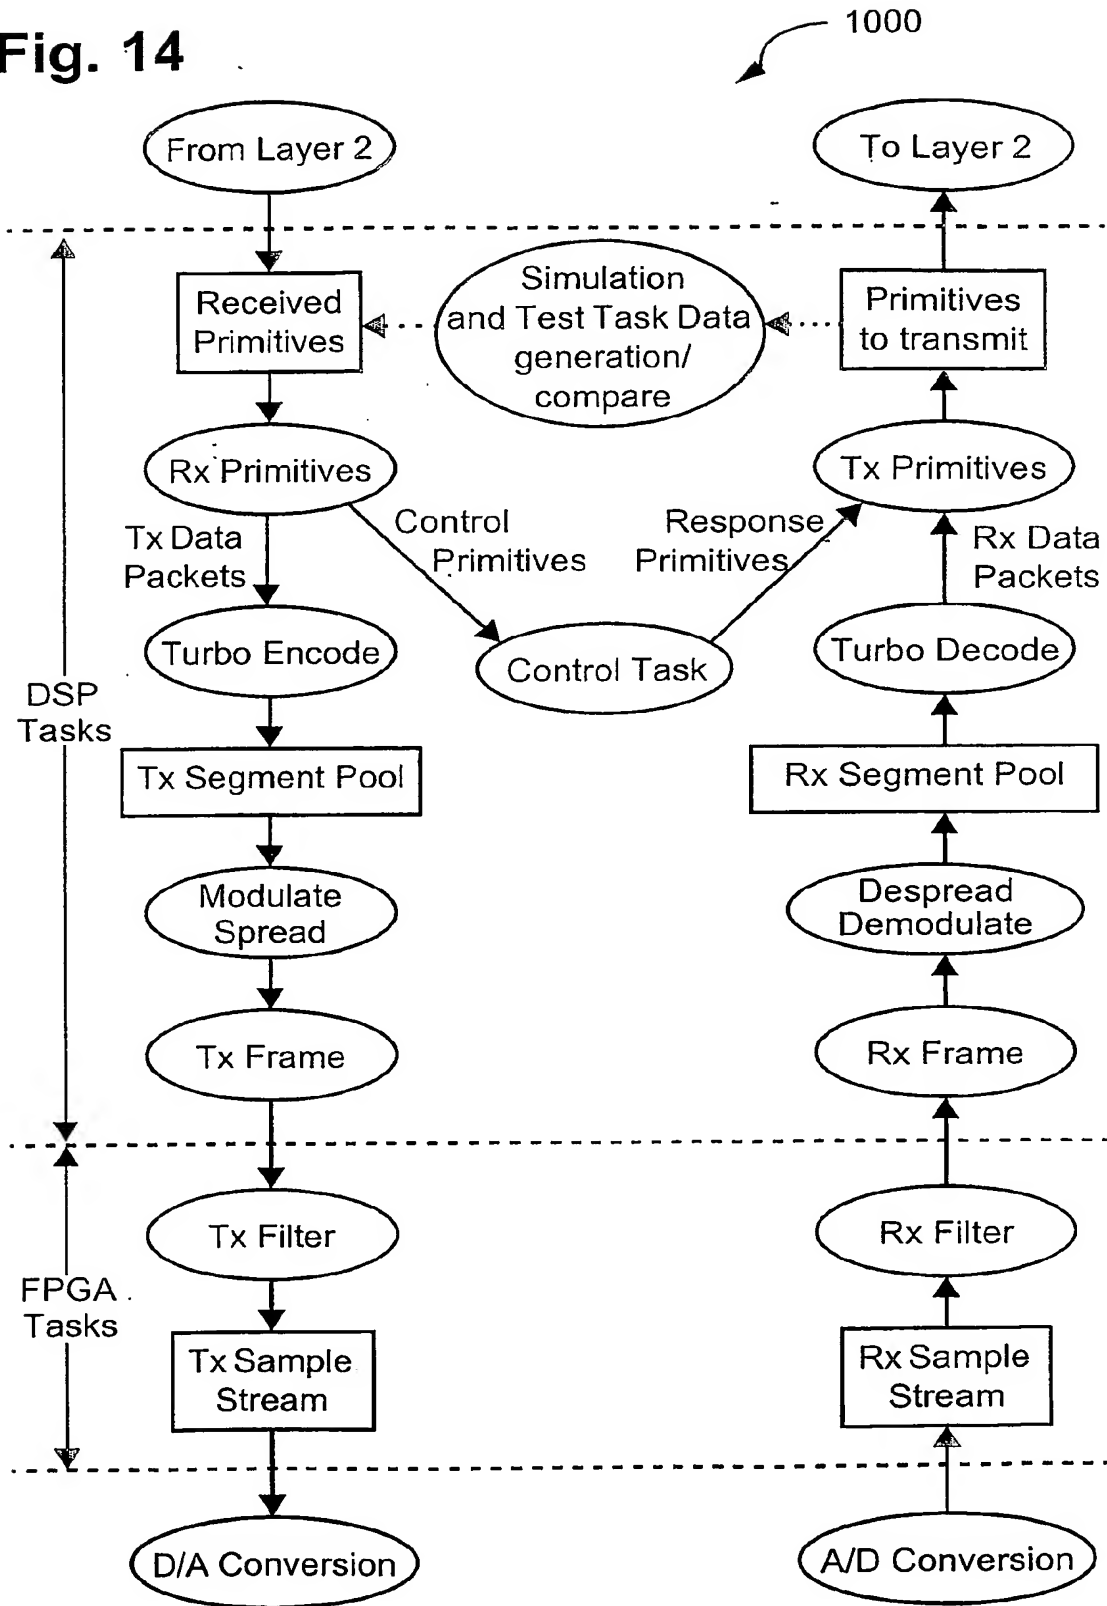 Fig. 14
1000
From Layer 2
To Layer 2
Received
Primitives
Simulation
and Test Task Data
generation/
compare
Primitives
to transmit
Rx Primitives
Tx Primitives
Tx Data
Packets
Control
Primitives
Response
Primitives
Rx Data
Packets
Turbo Encode
Control Task
Turbo Decode
DSP
Tasks
Tx Segment Pool
Rx Segment Pool
Modulate
Spread
Despread
Demodulate
Tx Frame
Rx Frame
Tx Filter
Rx Filter
FPGA
Tasks
Tx Sample
Stream
Rx Sample
Stream
D/A Conversion
A/D Conversion